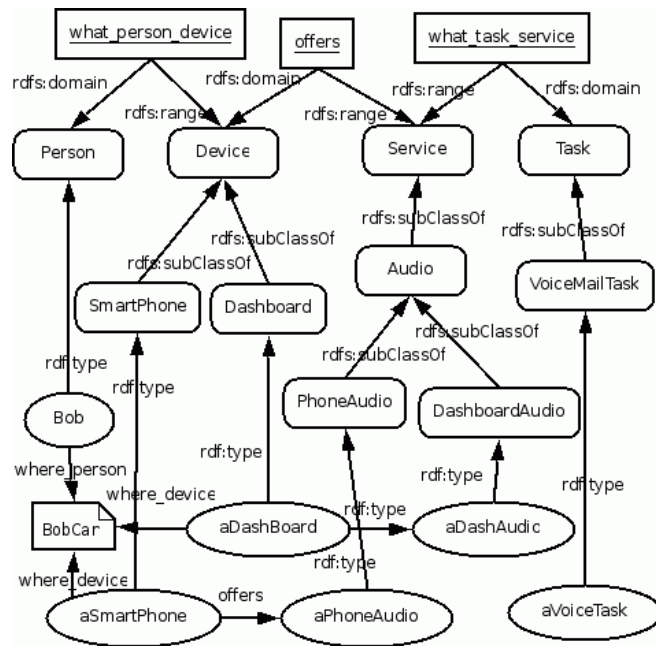 what_person_device
offers
what_task_service
rdfs:domain
rdfs:domain
rdfs:range
rdfs:domain
rdfs:range
rdfs:range
Person
Device
Service
Task
rdfs:subClassOf
rdfs:subClassOf
rdfs:subClassOf
rdfs:subClassOf
Audio
SmartPhone
Dashboard
VoiceMailTask
rdfs:subClassOf
rdfs:subClassOf
rdf:type
rdf:type
PhoneAudio
DashboardAudio
Bob
rdf:type
where_person
rdf:type
rdf:type
where_device
BobCar
aDashBoard
rdf:type
aDashAudic
rdf:type
where_device
offers
aSmartPhone
aPhoneAudio
aVoiceTask